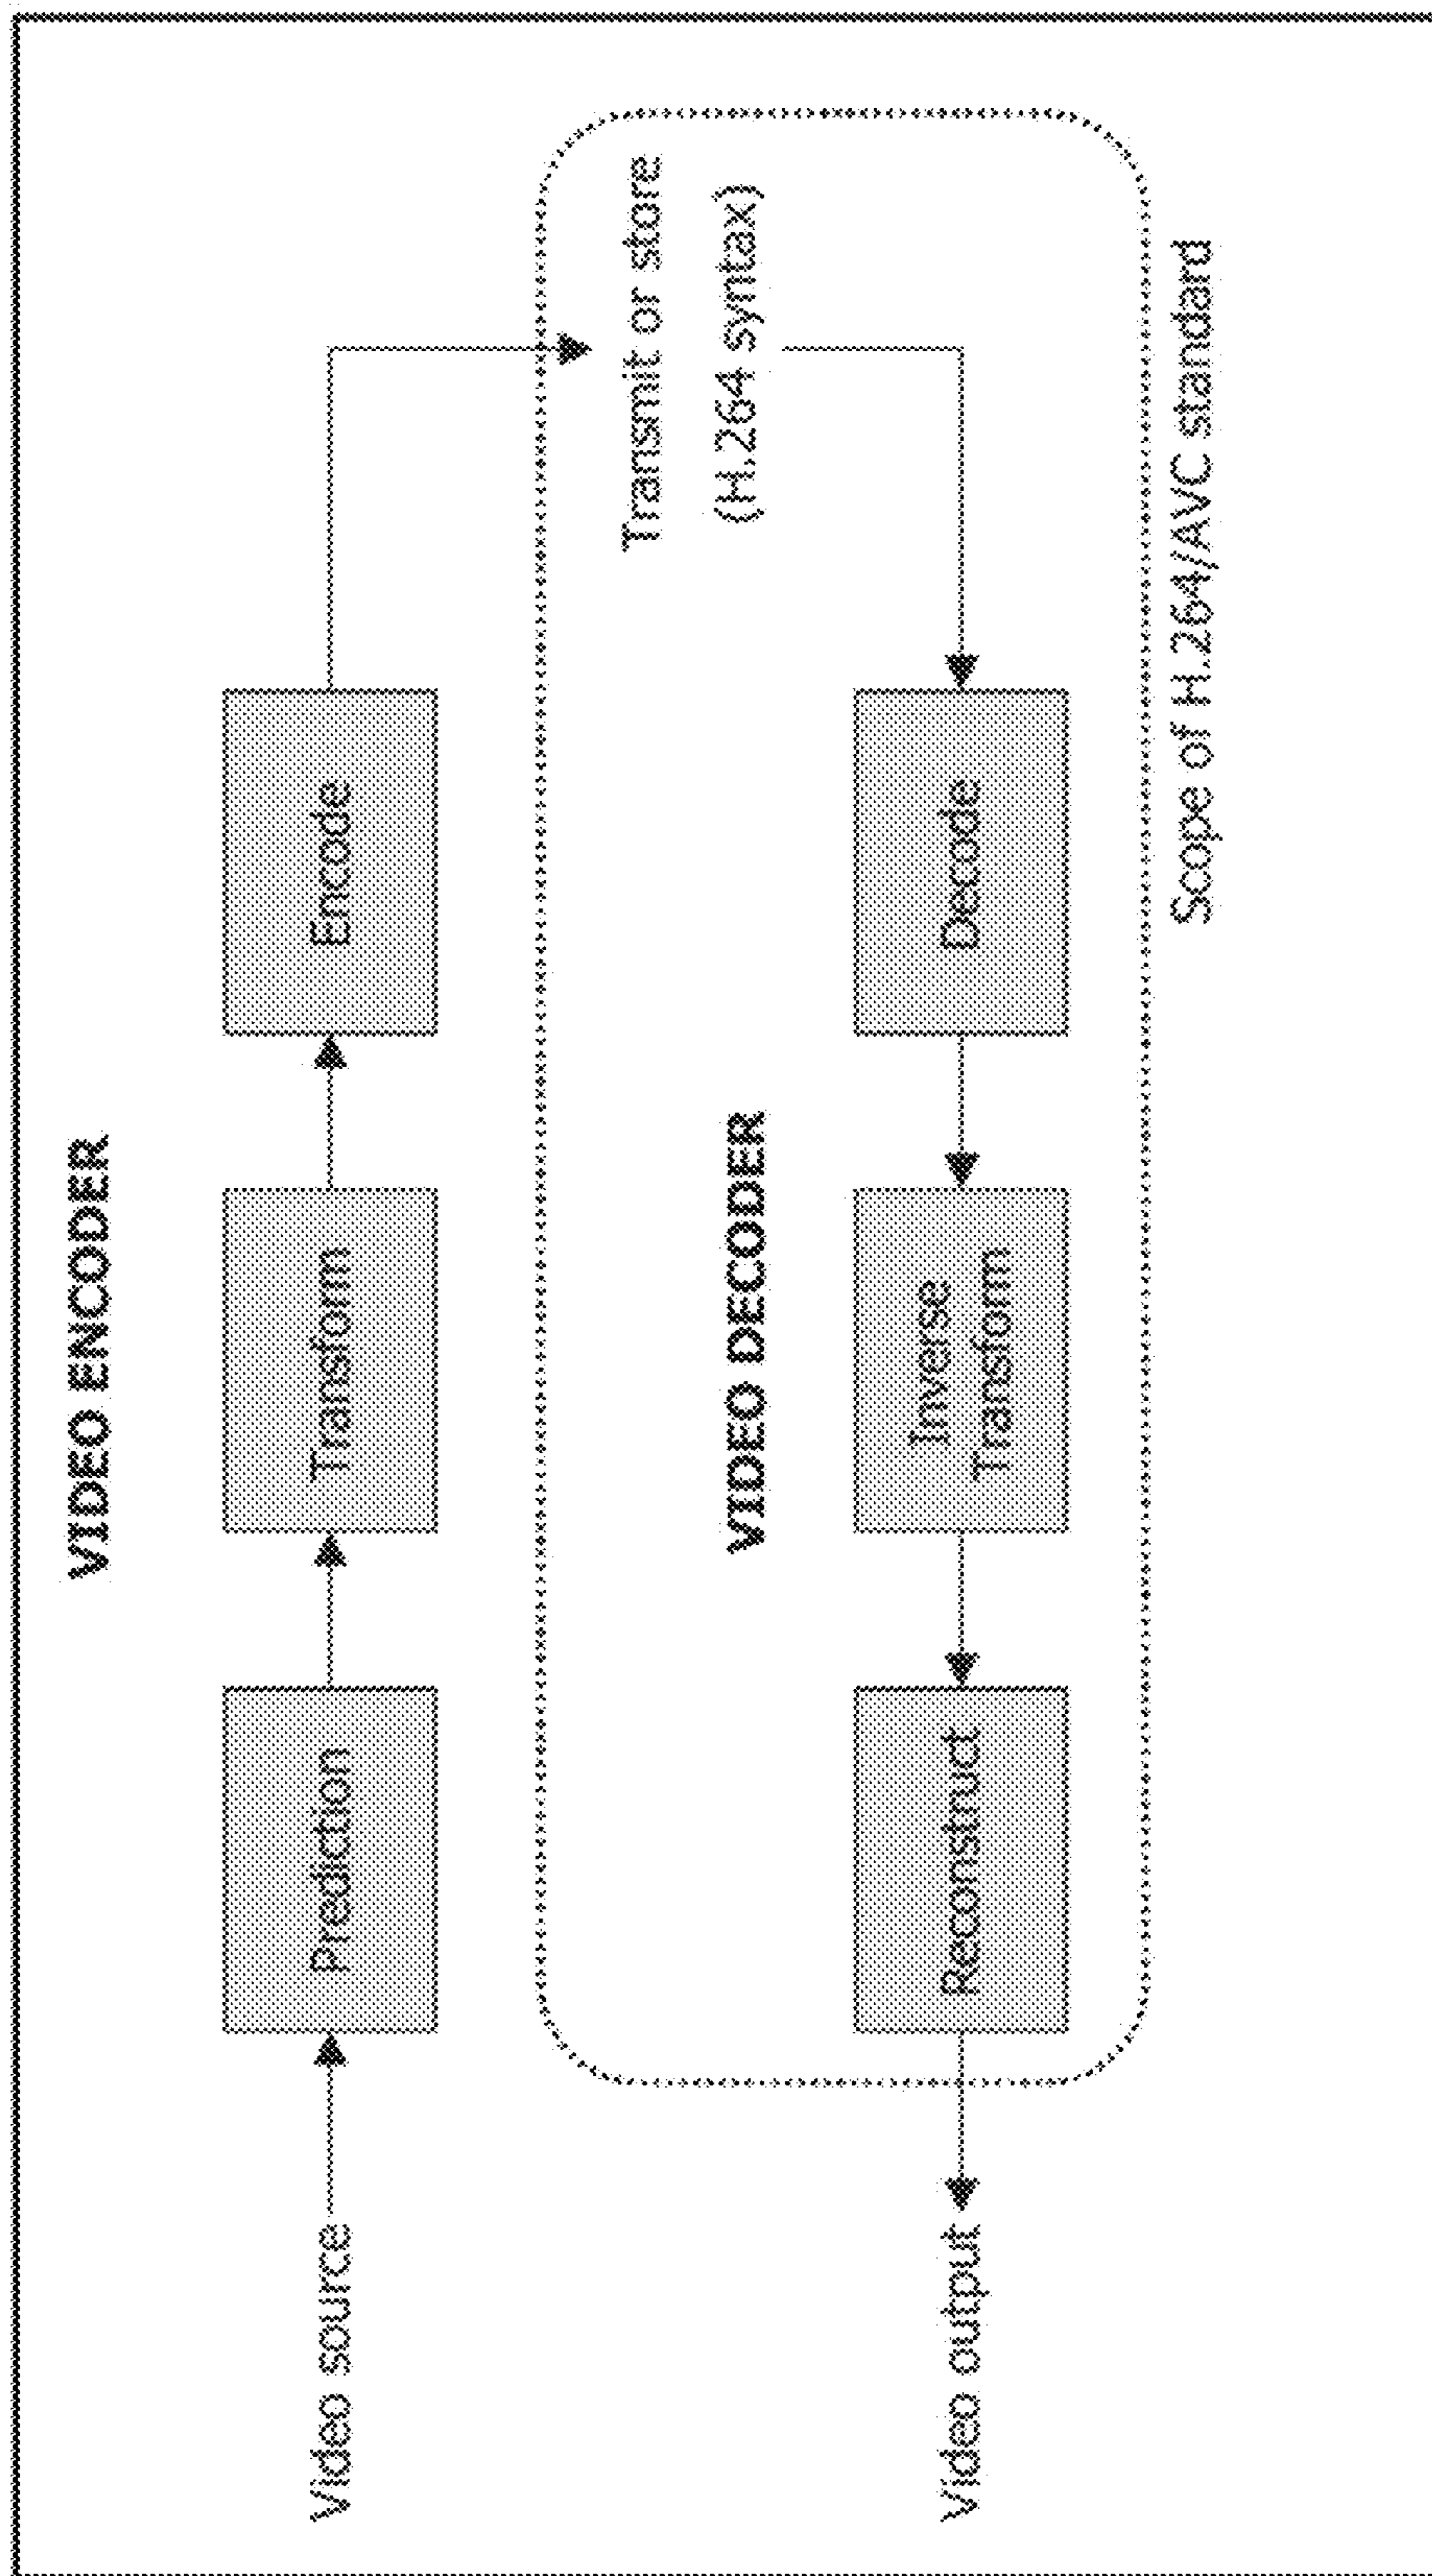 VIDEO ENCODER
Video source
Prediction
Transform
Encode
Transmit or store
(H.264 syntax)
VIDEO DECODER
Video output
Reconstruct
Inverse
Transform
Decode
Scope of H.264/AVC standard